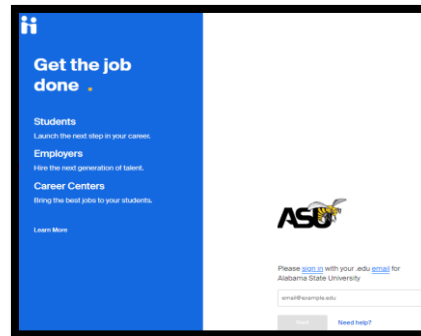 Get the job
done .
Students
Launch the next step in your career.
Employers
Hire the next generation of talent.
Career Centers
Bring the best jobs to your students.
Learn More
ASU
Please sign in with your .edu email for
Alabama State University
email@example.edu
Next
Need help?